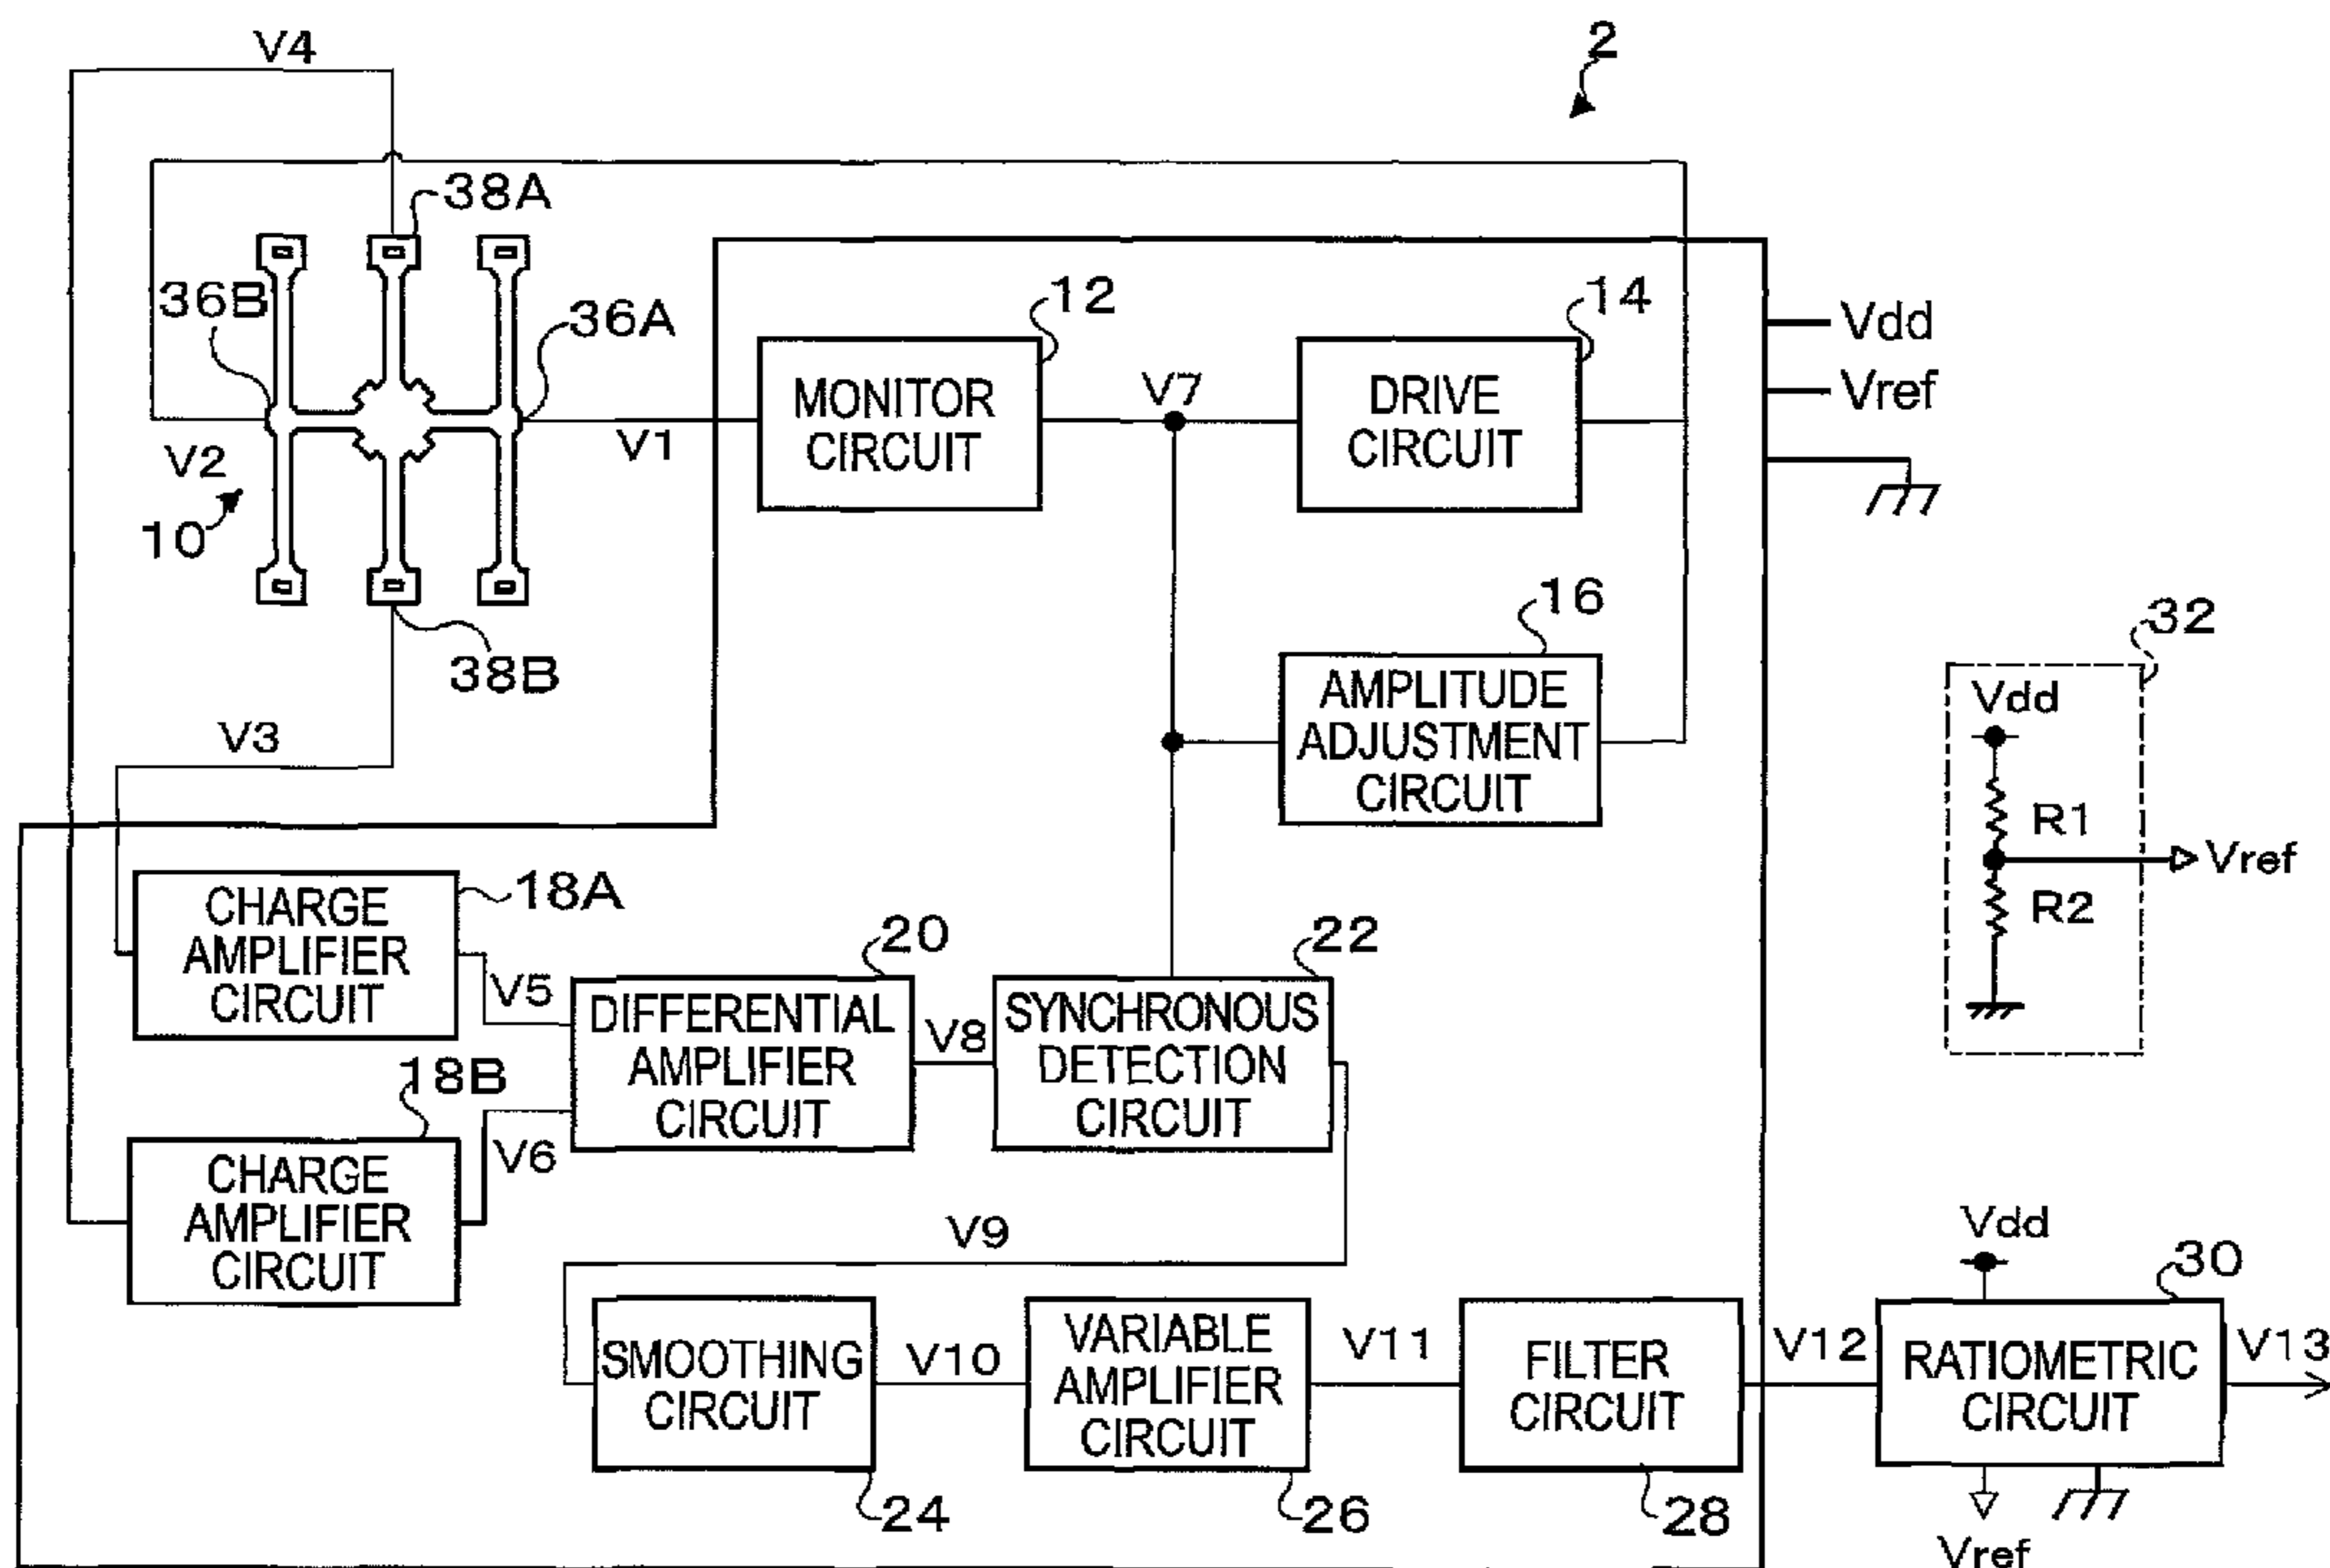 V4
2
38A
36B
36A
12
14
Vdd
Vref
MONITOR
CIRCUIT
V7
DRIVE
CIRCUIT
V1
V2
10
16
32
38B
AMPLITUDE
ADJUSTMENT
CIRCUIT
Vdd
V3
R1
Vref
R2
CHARGE
AMPLIFIER
CIRCUIT
18A
20
22
V5
DIFFERENTIAL
AMPLIFIER
CIRCUIT
V8
SYNCHRONOUS
DETECTION
CIRCUIT
18B
V6
CHARGE
AMPLIFIER
CIRCUIT
V9
Vdd
30
SMOOTHING
CIRCUIT
V10
VARIABLE
AMPLIFIER
CIRCUIT
V11
FILTER
CIRCUIT
V12
RATIOMETRIC
CIRCUIT
V13
24
26
28
Vref